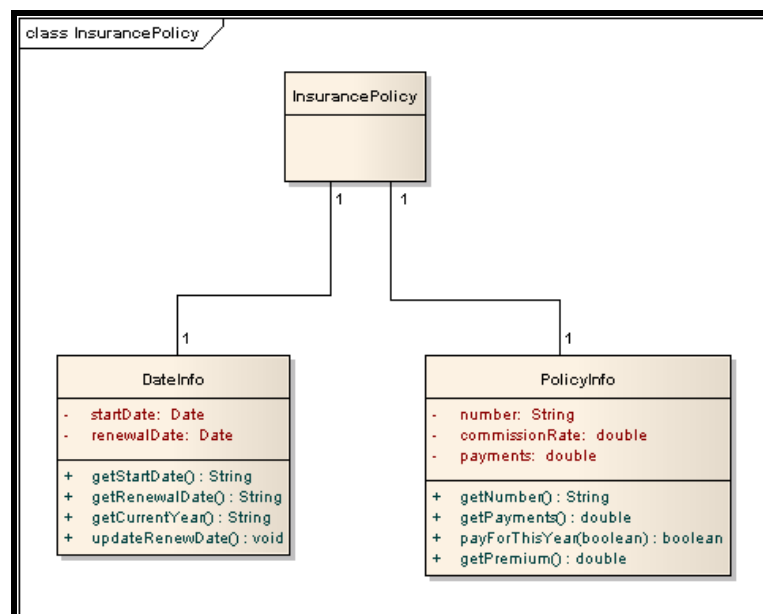 class InsurancePolicy
InsurancePolicy
1
1
1
1
DateInfo
- startDate: Date
- renewalDate: Date
+ getStartDate() : String
+ getRenewalDate() : String
+ getCurrentYear() : String
+ updateRenewDate() : void
PolicyInfo
- number: String
- commissionRate: double
- payments: double
+ getNumber() : String
+ getPayments() : double
+ payForThisYear(boolean) : boolean
+ getPremium() : double